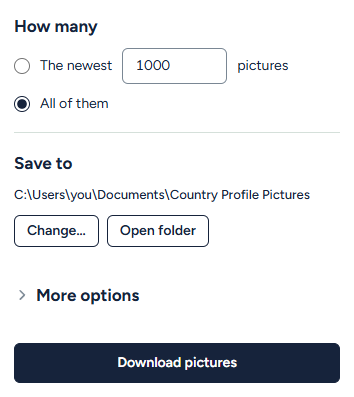 How many
The newest 1000 pictures
All of them
Save to
C:\Users\you\Documents\Country Profile Pictures
Change... Open folder
More options
Download pictures